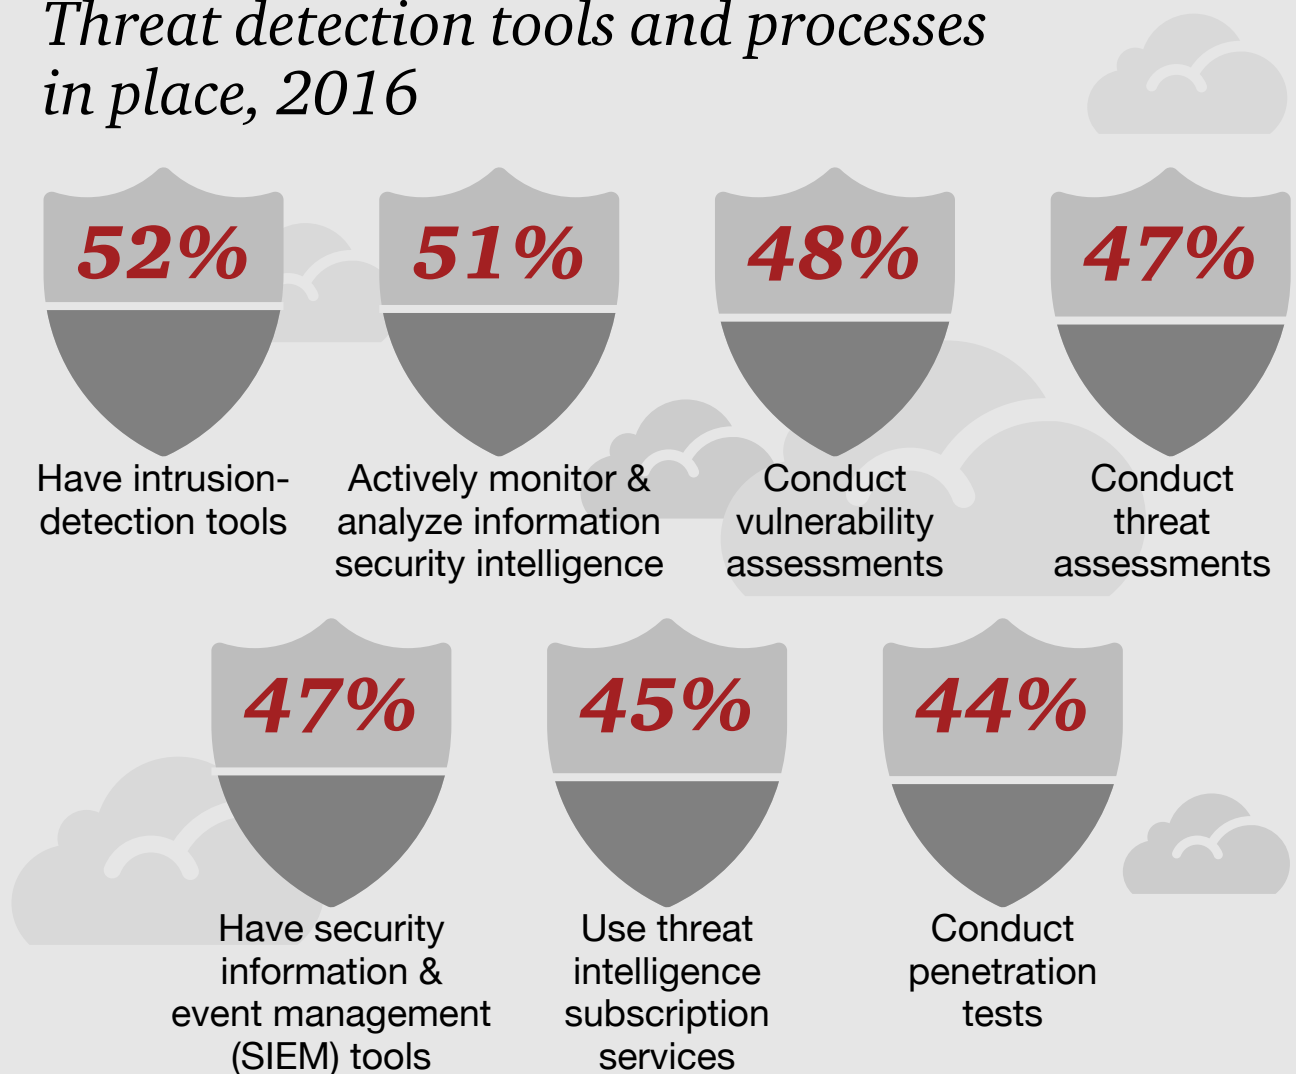 Threat detection tools and processes
in place, 2016
52%
51%
48%
47%
Have intrusion-
detection tools
Actively monitor &
analyze information
security intelligence
Conduct
vulnerability
assessments
Conduct
threat
assessments
47%
45%
44%
Have security
information &
event management
(SIEM) tools
Use threat
intelligence
subscription
services
Conduct
penetration
tests